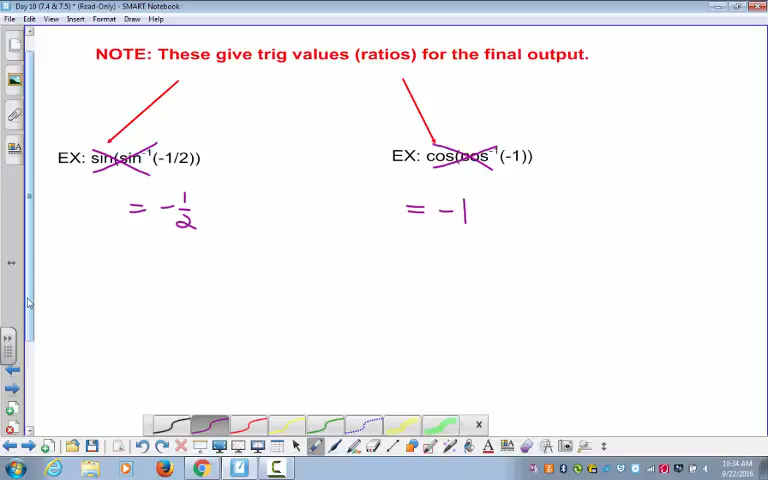 Day 10 (7.4 & 7.5) * (Read-Only) - SMART Notebook
File Edit View Insert Format Draw Help
NOTE: These give trig values (ratios) for the final output.
EX: sin(sin⁻¹(-1/2))
EX: cos(cos⁻¹(-1))
= -1/2
= -1
10:34 AM
9/22/2016